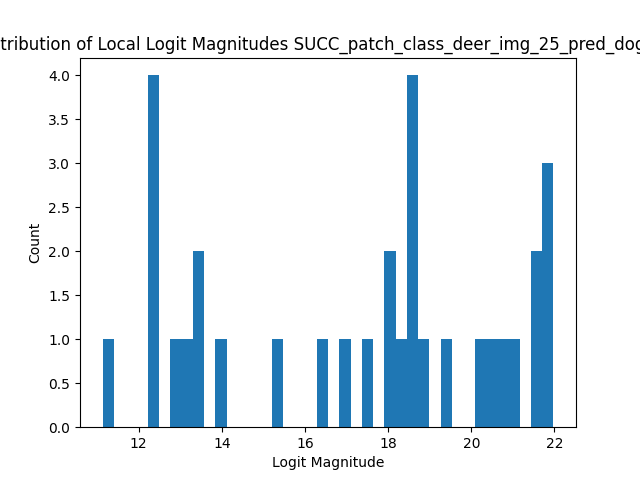 tribution of Local Logit Magnitudes SUCC_patch_class_deer_img_25_pred_dog
4.0
3.5
3.0
2.5
2.0
1.5
1.0
0.5
0.0
Count
12 14 16 18 20 22
Logit Magnitude